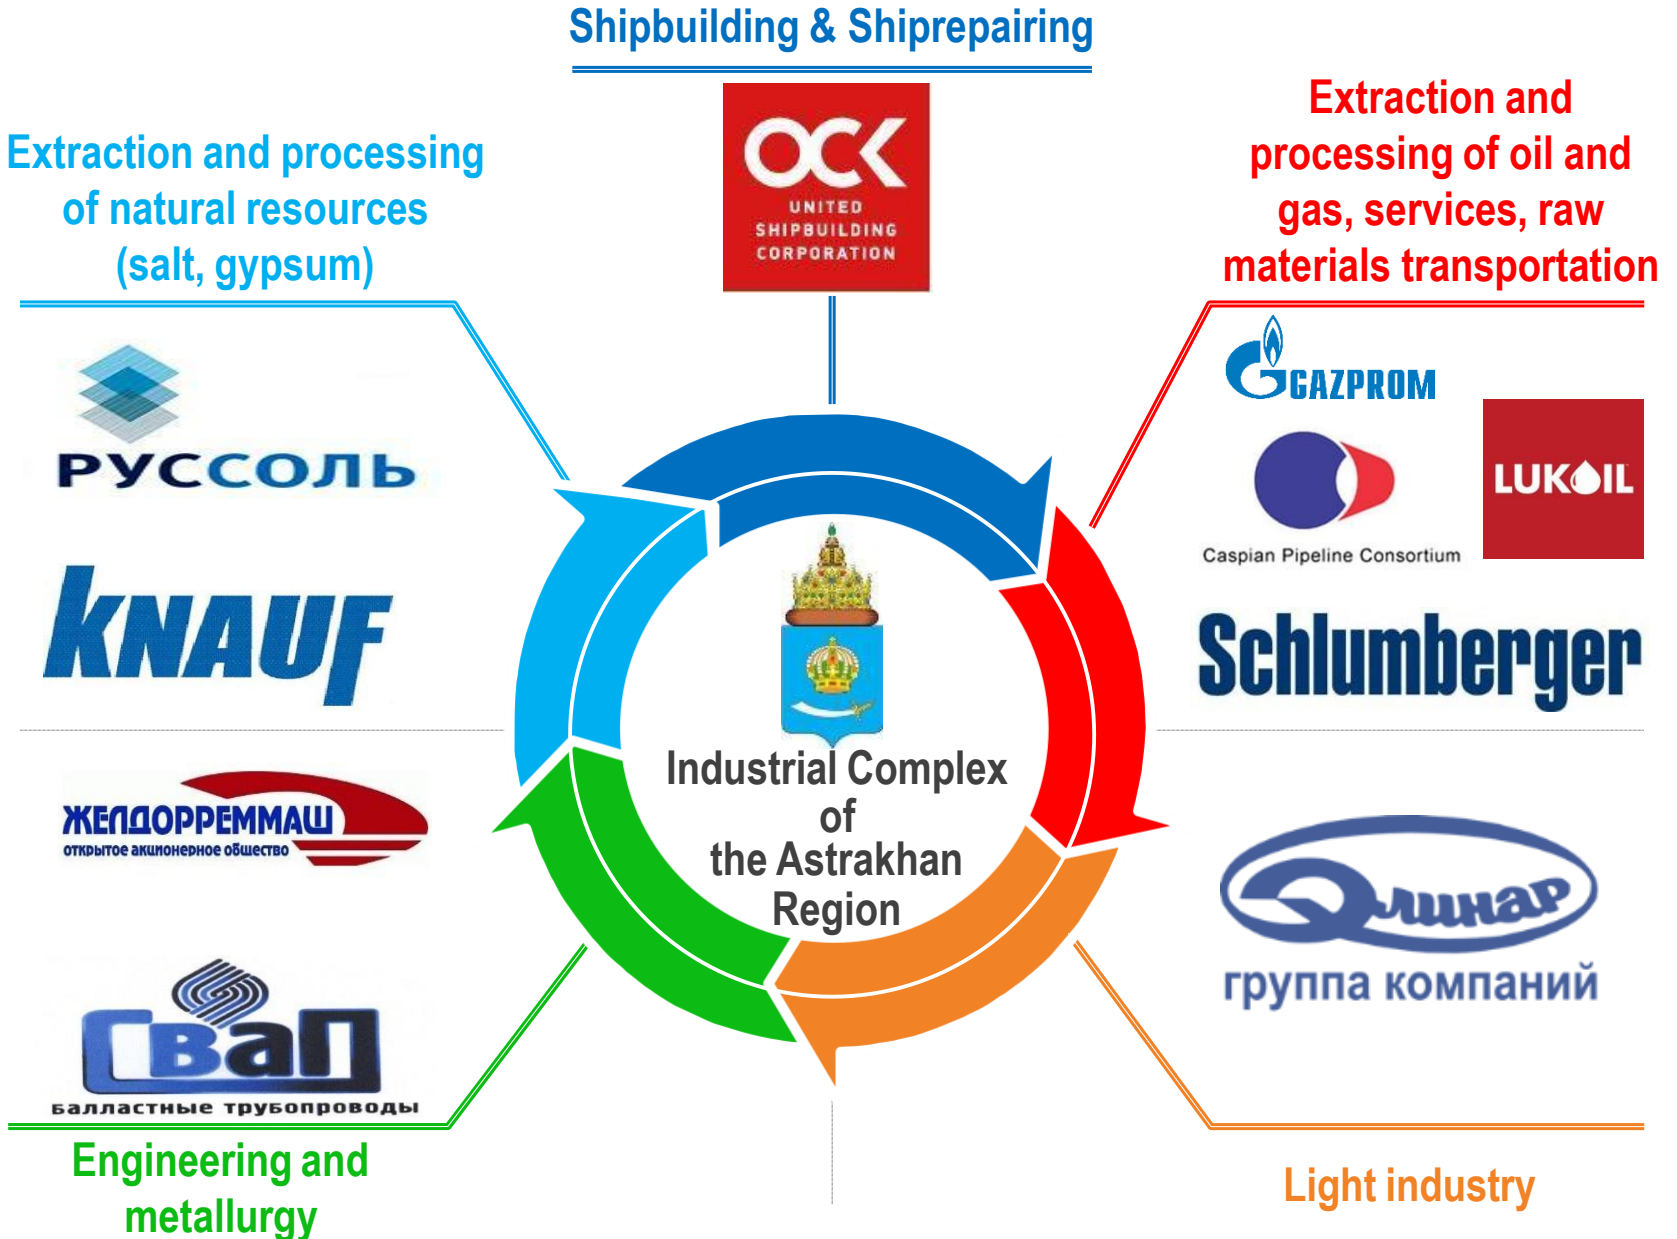 Shipbuilding & Shiprepairing
ОСК
UNITED
SHIPBUILDING
CORPORATION
Extraction and processing
of natural resources
(salt, gypsum)
РУССОЛЬ
KNAUF
Extraction and
processing of oil and
gas, services, raw
materials transportation
GAZPROM
LUKOIL
Caspian Pipeline Consortium
Schlumberger
Industrial Complex
of
the Astrakhan
Region
ЖЕЛДОРРЕММАШ
открытое акционерное общество
СВАП
балластные трубопроводы
Engineering and
metallurgy
Элинар
группа компаний
Light industry